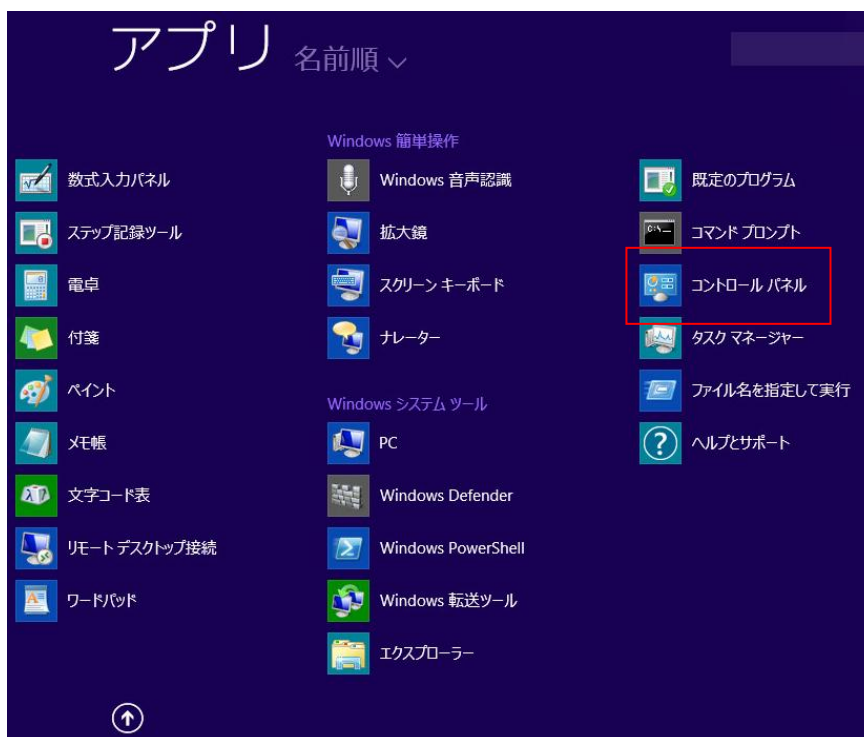 アプリ 名前順
数式入力パネル
ステップ記録ツール
電卓
付箋
ペイント
メモ帳
文字コード表
リモート デスクトップ接続
ワードパッド
Windows 簡単操作
Windows 音声認識
拡大鏡
スクリーン キーボード
ナレーター
Windows システム ツール
PC
Windows Defender
Windows PowerShell
Windows 転送ツール
エクスプローラー
既定のプログラム
コマンド プロンプト
コントロール パネル
タスク マネージャー
ファイル名を指定して実行
ヘルプとサポート